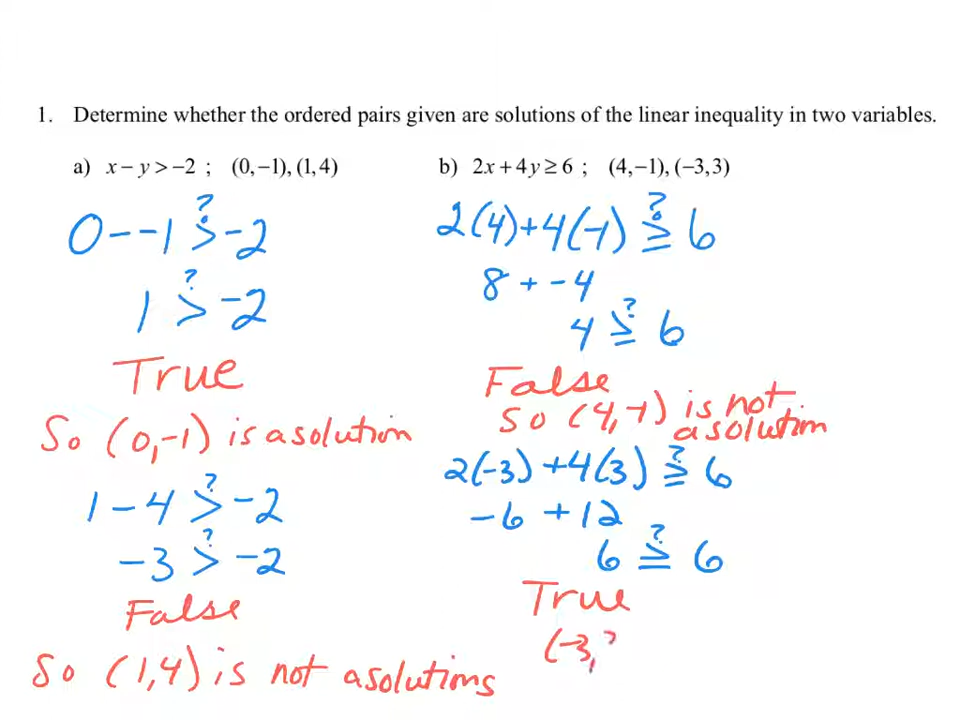 1. Determine whether the ordered pairs given are solutions of the linear inequality in two variables.
a) x − y > −2 ; (0, −1), (1, 4)
0 - -1 >? -2
1 >? -2
True
So (0,-1) is a solution
1 - 4 >? -2
-3 >? -2
False
So (1,4) is not a solutions
b) 2x + 4y ≥ 6 ; (4, −1), (−3, 3)
2(4)+4(-1) ≥? 6
8 + -4
4 ≥? 6
False
So (4,-1) is not
a solution
2(-3) +4(3) ≥? 6
-6 +12
6 ≥? 6
True
(-3,